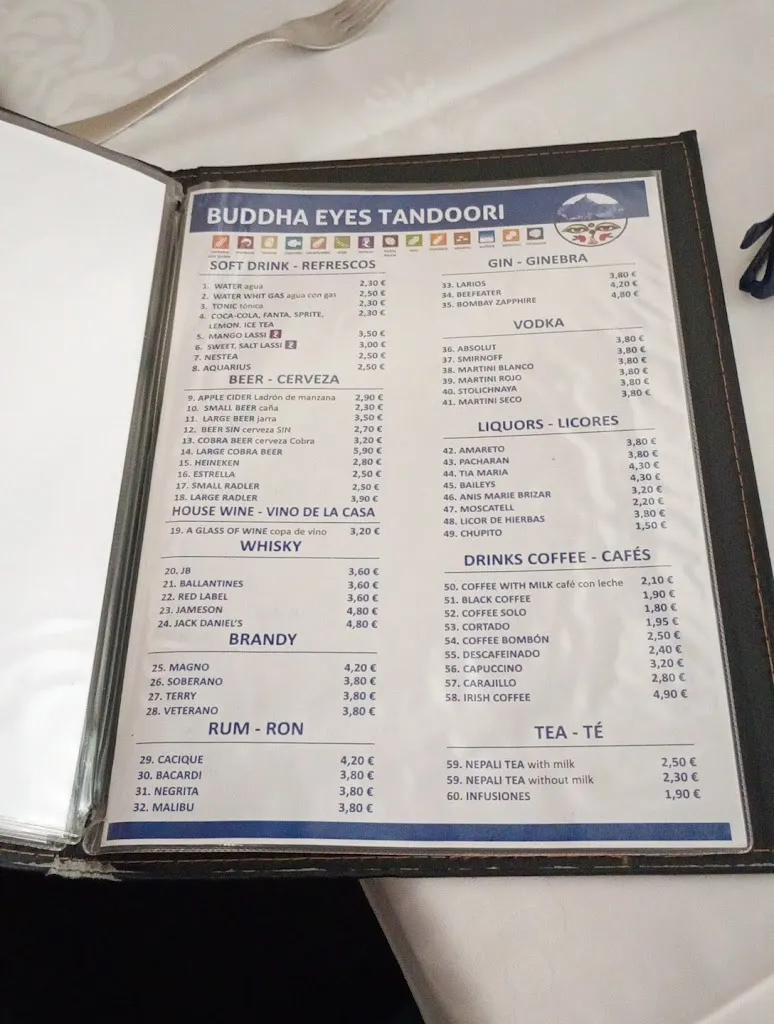 BUDDHA EYES TANDOORI
SOFT DRINK - REFRESCOS
1. WATER agua 2,30 €
2. WATER WHIT GAS agua con gas 2,50 €
3. TONIC tónica 2,30 €
4. COCA-COLA, FANTA, SPRITE, 2,30 €
LEMON, ICE TEA
5. MANGO LASSI 3,50 €
6. SWEET, SALT LASSI 3,00 €
7. NESTEA 2,50 €
8. AQUARIUS 2,50 €
BEER - CERVEZA
9. APPLE CIDER Ladrón de manzana 2,90 €
10. SMALL BEER caña 2,30 €
11. LARGE BEER jarra 3,50 €
12. BEER SIN cerveza SIN 2,70 €
13. COBRA BEER cerveza Cobra 3,20 €
14. LARGE COBRA BEER 5,90 €
15. HEINEKEN 2,80 €
16. ESTRELLA 2,50 €
17. SMALL RADLER 2,50 €
18. LARGE RADLER 3,90 €
HOUSE WINE - VINO DE LA CASA
19. A GLASS OF WINE copa de vino 3,20 €
WHISKY
20. JB 3,60 €
21. BALLANTINES 3,60 €
22. RED LABEL 3,60 €
23. JAMESON 4,80 €
24. JACK DANIEL'S 4,80 €
BRANDY
25. MAGNO 4,20 €
26. SOBERANO 3,80 €
27. TERRY 3,80 €
28. VETERANO 3,80 €
RUM - RON
29. CACIQUE 4,20 €
30. BACARDI 3,80 €
31. NEGRITA 3,80 €
32. MALIBU 3,80 €
GIN - GINEBRA
33. LARIOS 3,80 €
34. BEEFEATER 4,20 €
35. BOMBAY ZAPPHIRE 4,80 €
VODKA
36. ABSOLUT 3,80 €
37. SMIRNOFF 3,80 €
38. MARTINI BLANCO 3,80 €
39. MARTINI ROJO 3,80 €
40. STOLICHNAYA 3,80 €
41. MARTINI SECO 3,80 €
LIQUORS - LICORES
42. AMARETO 3,80 €
43. PACHARAN 3,80 €
44. TIA MARIA 4,30 €
45. BAILEYS 4,30 €
46. ANIS MARIE BRIZAR 3,20 €
47. MOSCATELL 2,20 €
48. LICOR DE HIERBAS 3,80 €
49. CHUPITO 1,50 €
DRINKS COFFEE - CAFÉS
50. COFFEE WITH MILK café con leche 2,10 €
51. BLACK COFFEE 1,90 €
52. COFFEE SOLO 1,80 €
53. CORTADO 1,95 €
54. COFFEE BOMBÓN 2,50 €
55. DESCAFEINADO 2,40 €
56. CAPUCCINO 3,20 €
57. CARAJILLO 2,80 €
58. IRISH COFFEE 4,90 €
TEA - TÉ
59. NEPALI TEA with milk 2,50 €
59. NEPALI TEA without milk 2,30 €
60. INFUSIONES 1,90 €